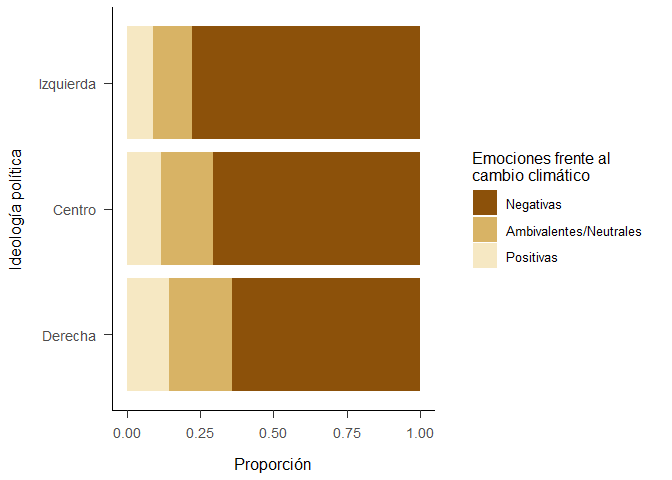 Izquierda
Centro
Derecha
Ideología política
0.00 0.25 0.50 0.75 1.00
Proporción
Emociones frente al
cambio climático
Negativas
Ambivalentes/Neutrales
Positivas